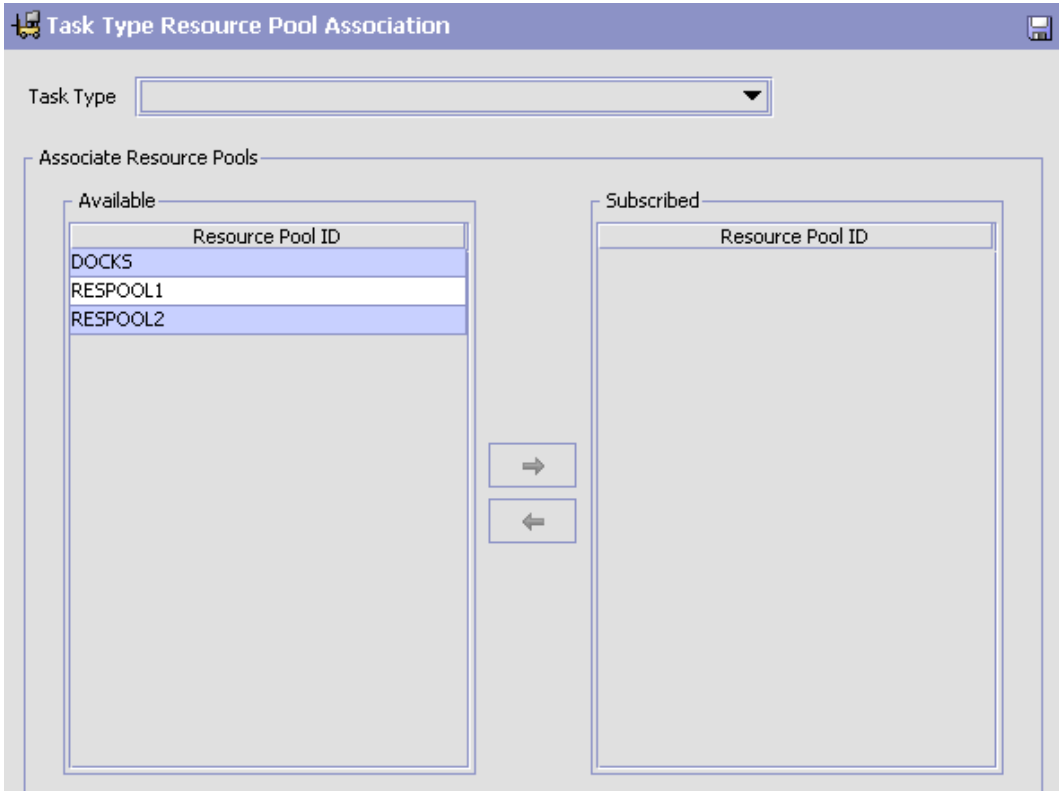 Task Type Resource Pool Association
Task Type
Associate Resource Pools
Available
Subscribed
Resource Pool ID
Resource Pool ID
DOCKS
RESPOOL1
RESPOOL2